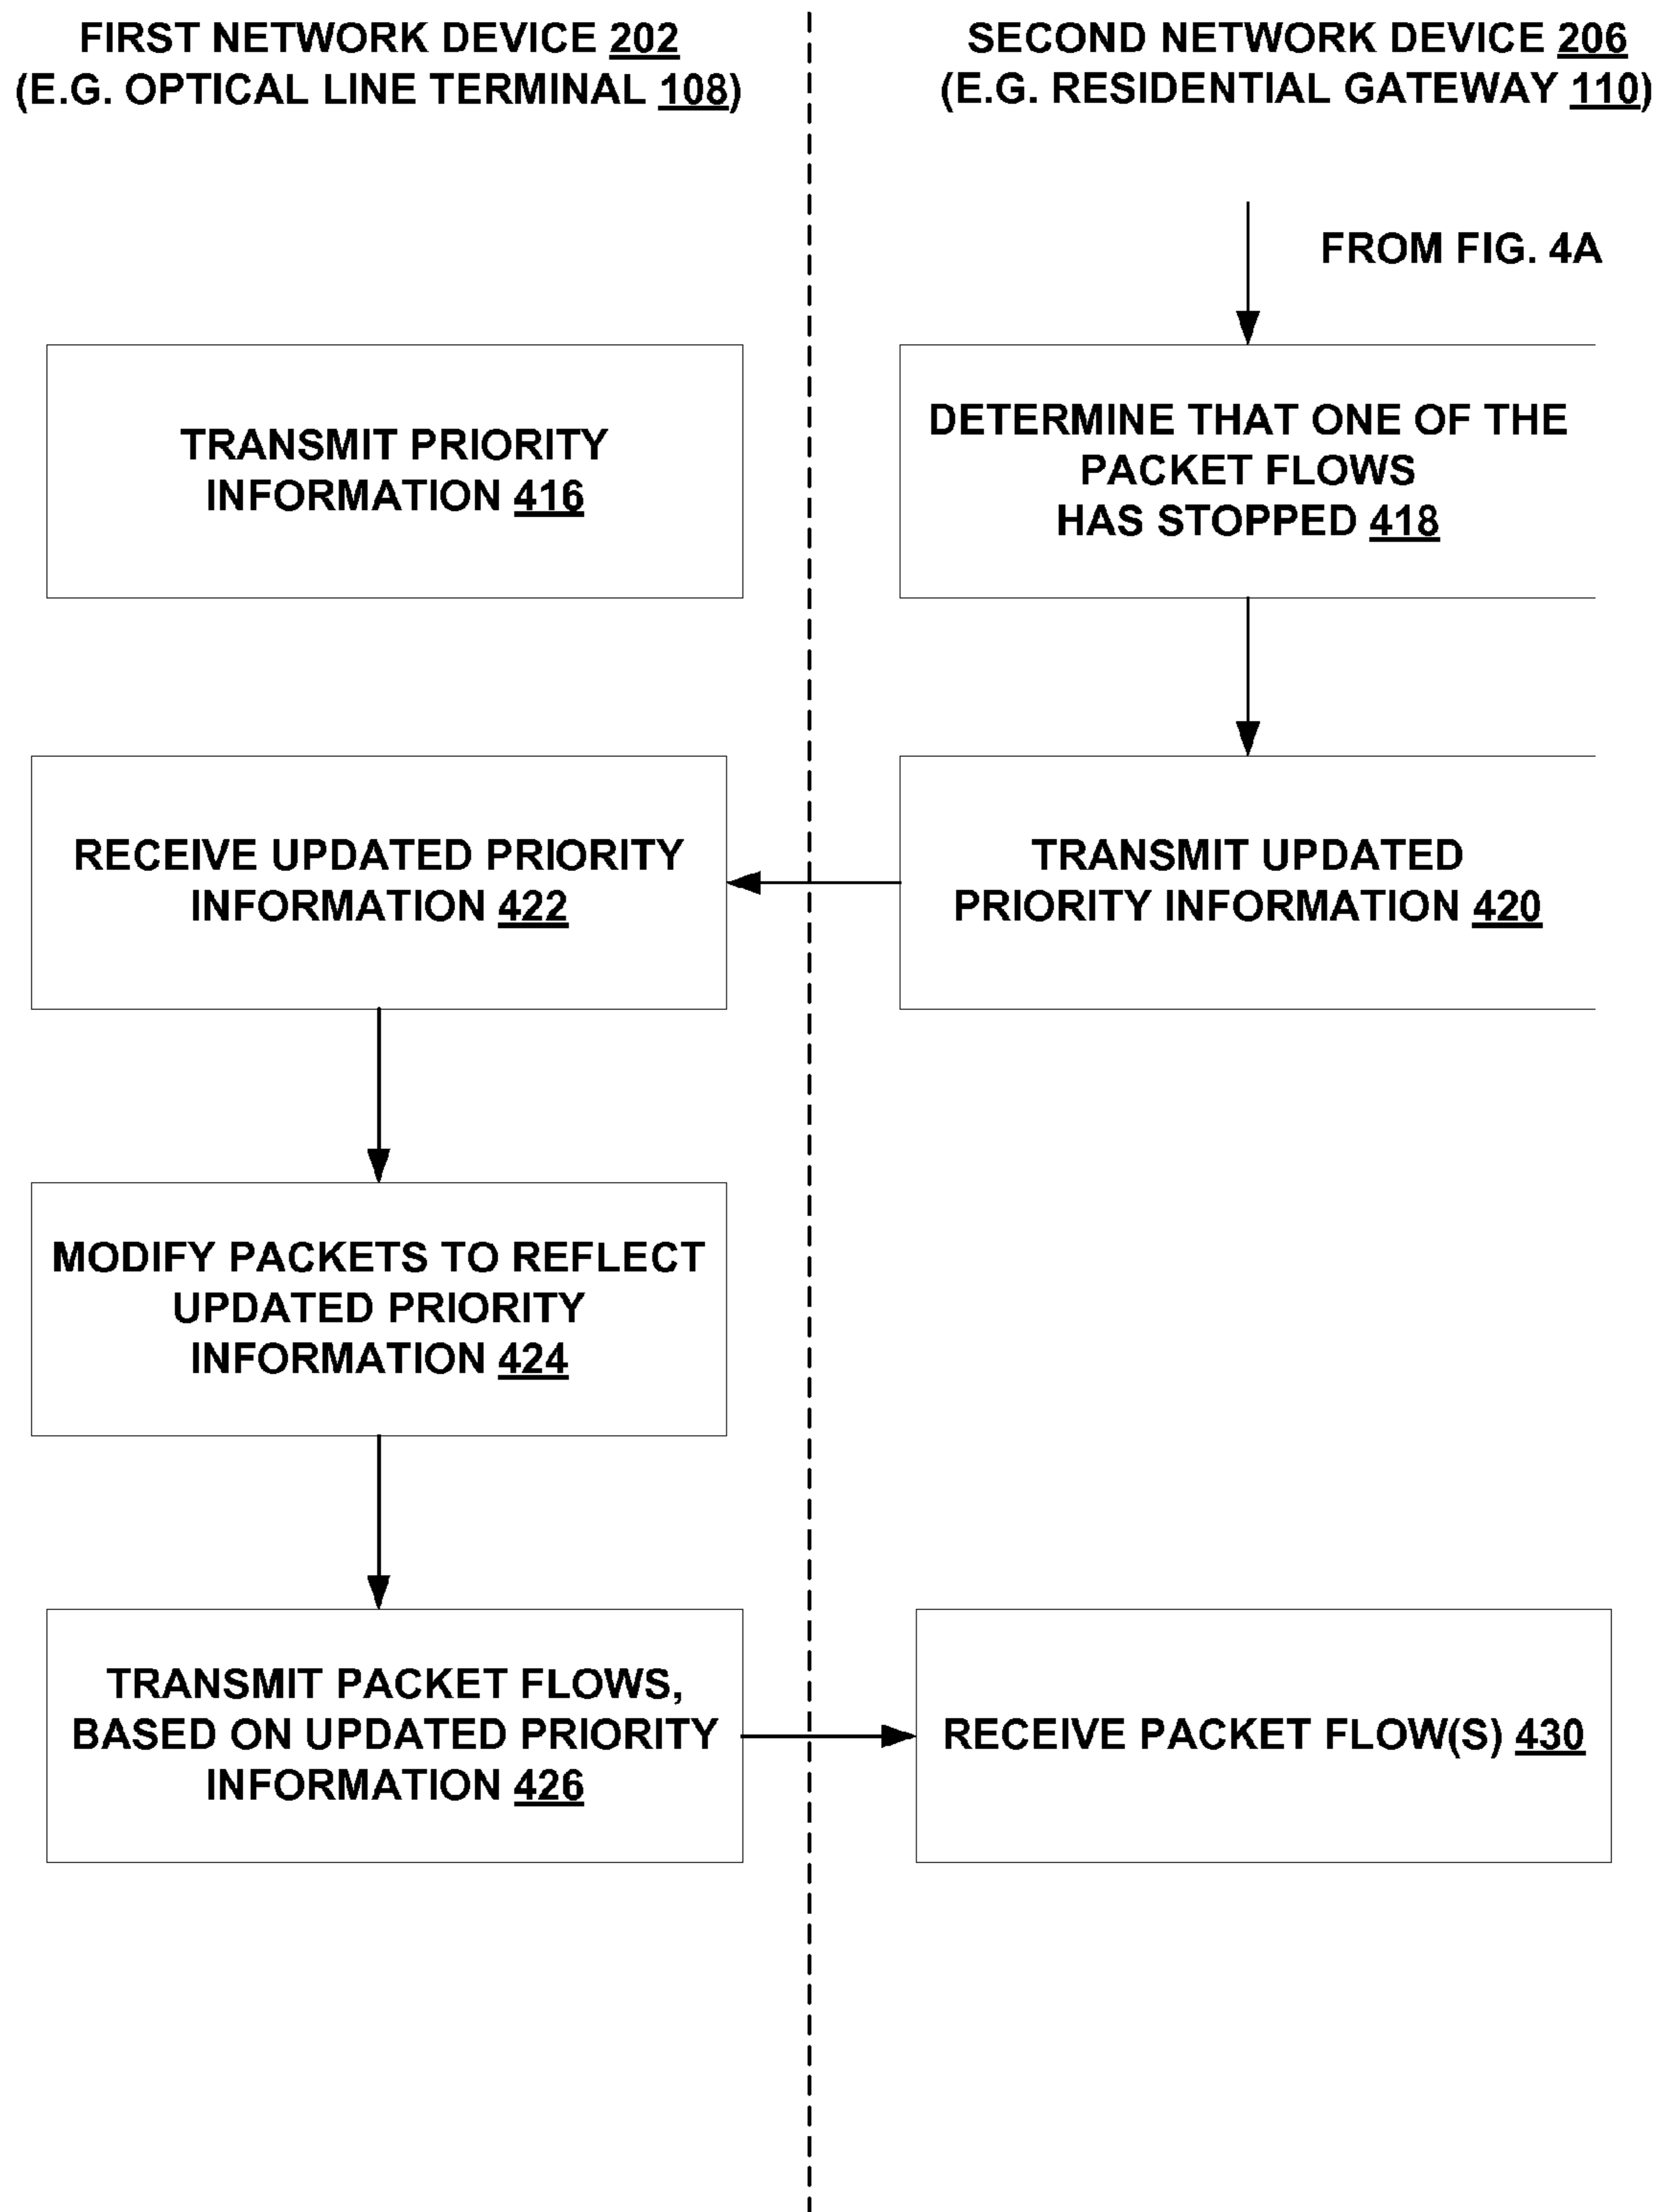 FIRST NETWORK DEVICE 202
(E.G. OPTICAL LINE TERMINAL 108)
SECOND NETWORK DEVICE 206
(E.G. RESIDENTIAL GATEWAY 110)
FROM FIG. 4A
TRANSMIT PRIORITY
INFORMATION 416
DETERMINE THAT ONE OF THE
PACKET FLOWS
HAS STOPPED 418
RECEIVE UPDATED PRIORITY
INFORMATION 422
TRANSMIT UPDATED
PRIORITY INFORMATION 420
MODIFY PACKETS TO REFLECT
UPDATED PRIORITY
INFORMATION 424
TRANSMIT PACKET FLOWS,
BASED ON UPDATED PRIORITY
INFORMATION 426
RECEIVE PACKET FLOW(S) 430